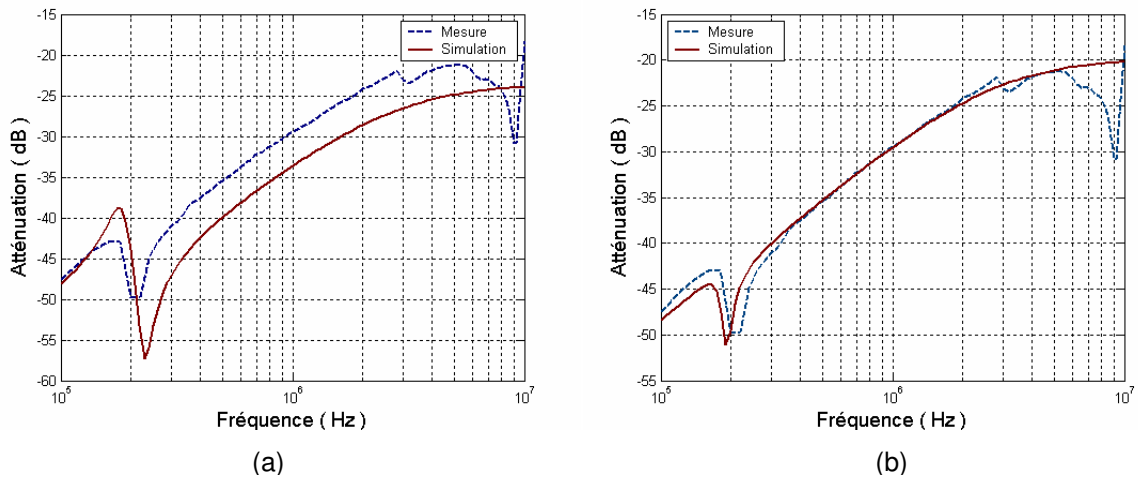 -15
-20
-25
-30
-35
-40
-45
-50
-55
-60
Atténuation ( dB )
Mesure
Simulation
10^5
10^6
10^7
Fréquence ( Hz )
(a)
-15
-20
-25
-30
-35
-40
-45
-50
-55
Atténuation ( dB )
Mesure
Simulation
10^5
10^6
10^7
Fréquence ( Hz )
(b)